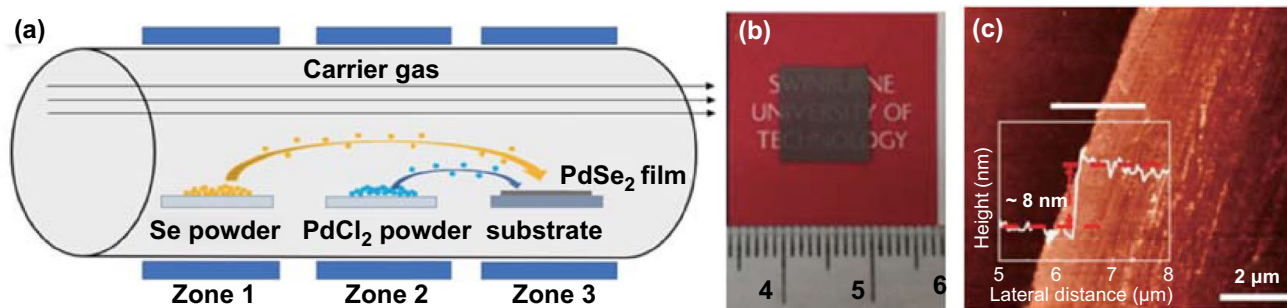 (a)
Carrier gas
Se powder
PdCl₂ powder
substrate
PdSe₂ film
Zone 1
Zone 2
Zone 3
(b)
SWINBURNE
UNIVERSITY OF
TECHNOLOGY
4
5
6
(c)
Height (nm)
~ 8 nm
5
6
7
8
Lateral distance (µm)
2 µm